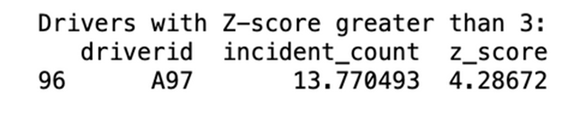 Drivers with Z-score greater than 3:
driverid incident_count z_score
96 A97 13.770493 4.28672